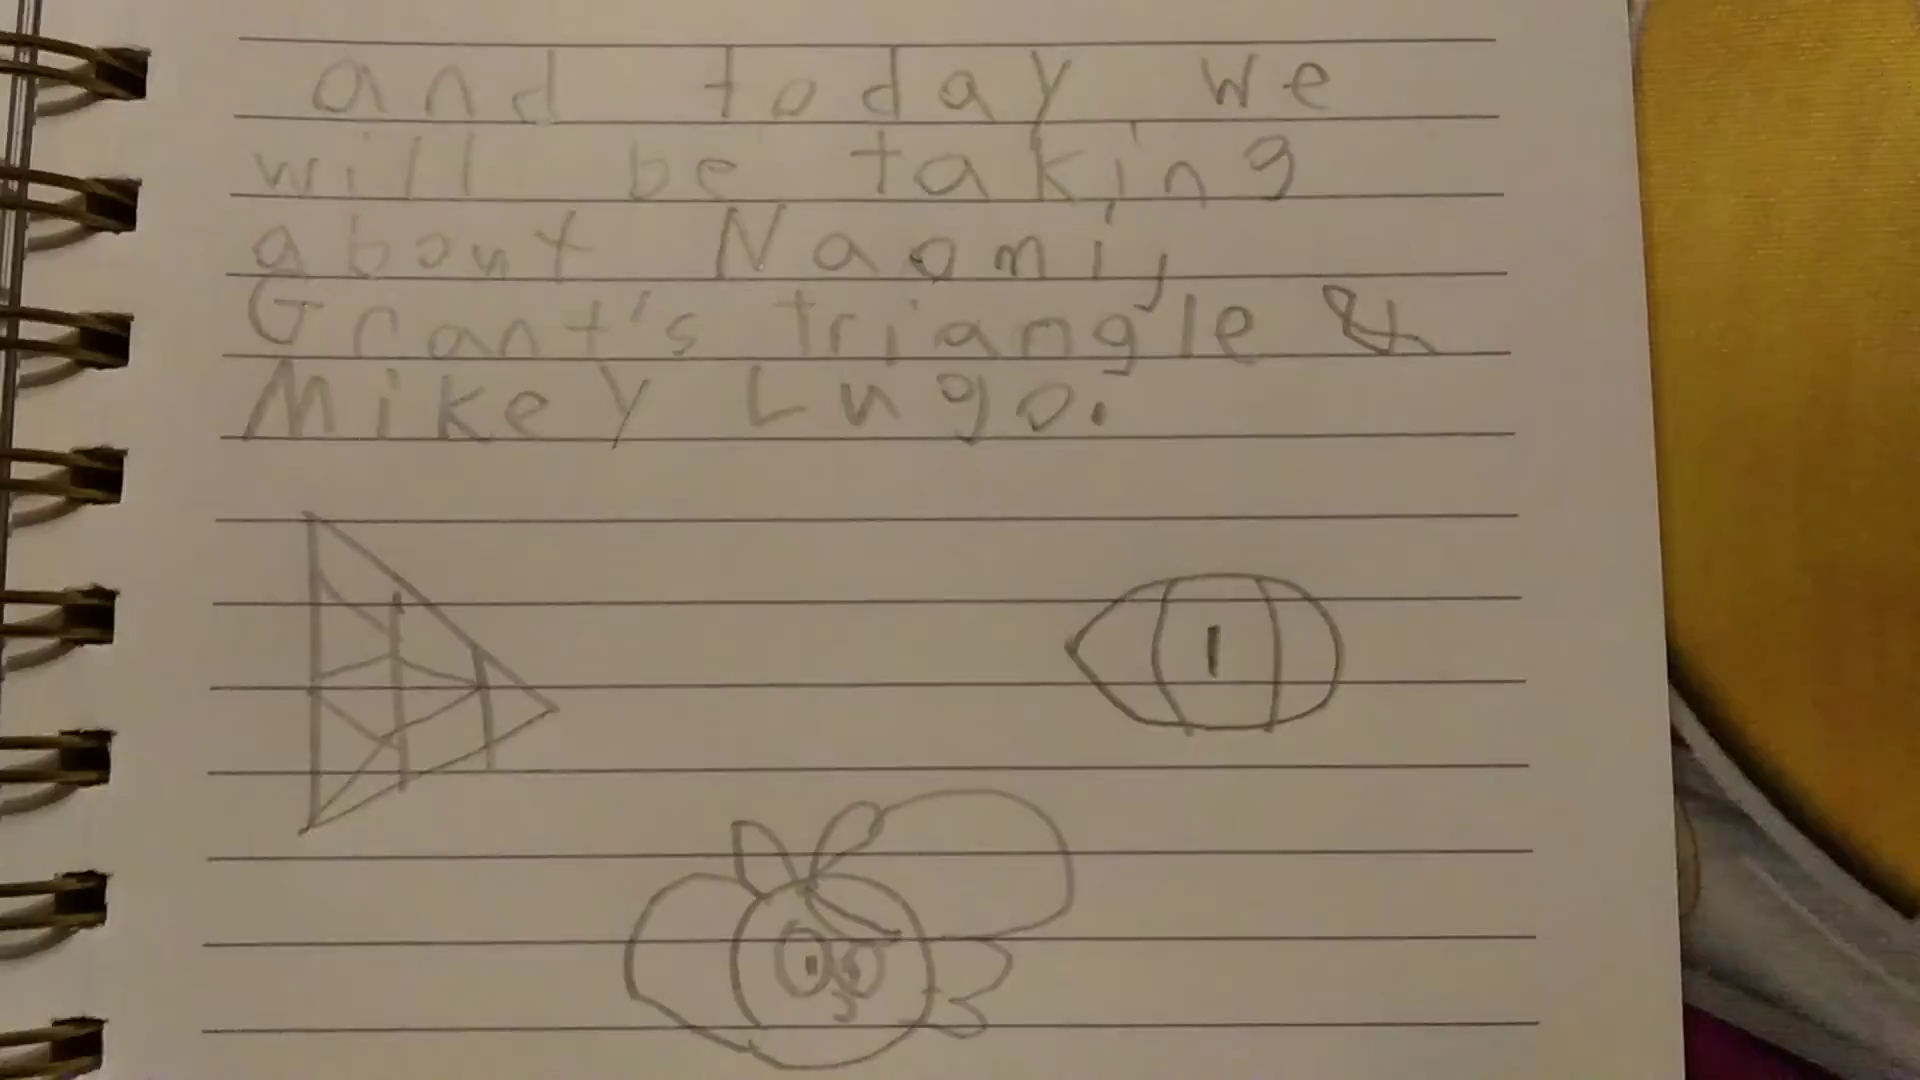 and today we
will be taking
about Naomi,
Grant's triangle &
Mikey Lugo.